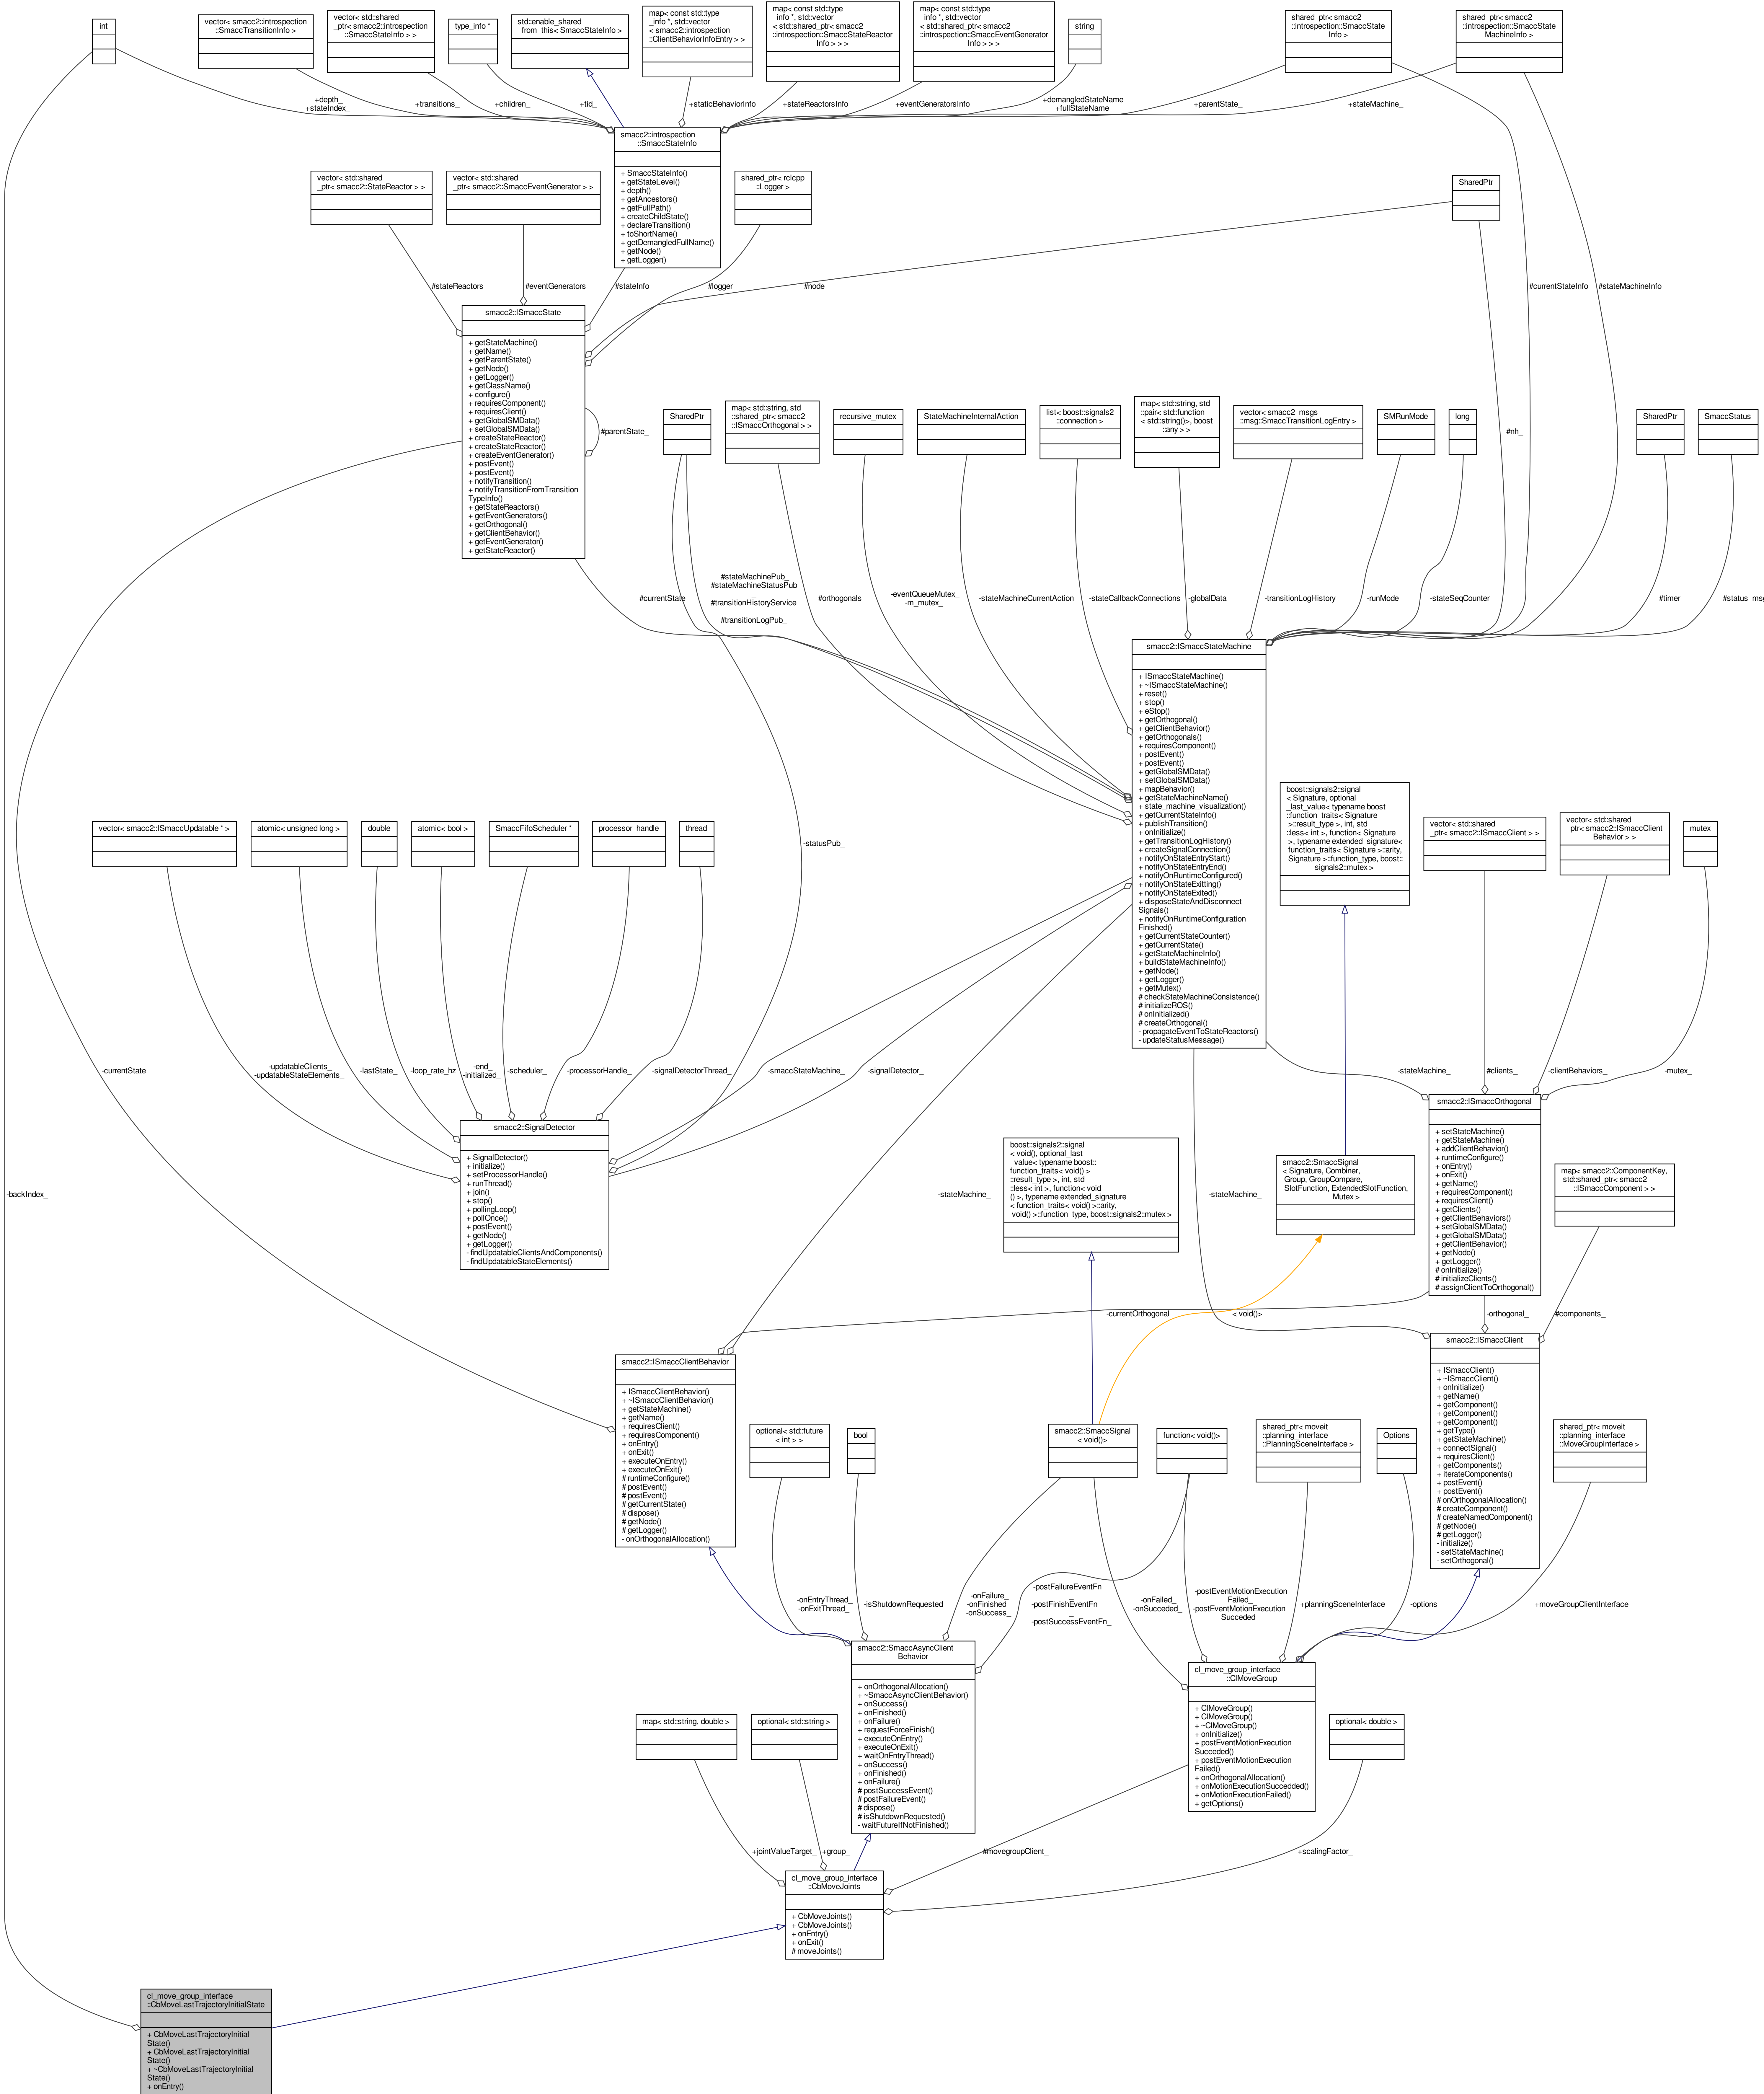 int
vector< smacc2::introspection
::SmaccTransitionInfo >
vector< std::shared
_ptr< smacc2::introspection
::SmaccStateInfo > >
type_info *
std::enable_shared
_from_this< SmaccStateInfo >
map< const std::type
_info *, std::vector
< smacc2::introspection
::ClientBehaviorInfoEntry > >
map< const std::type
_info *, std::vector
< std::shared_ptr< smacc2
::introspection::SmaccStateReactor
Info > > >
map< const std::type
_info *, std::vector
< std::shared_ptr< smacc2
::introspection::SmaccEventGenerator
Info > > >
string
shared_ptr< smacc2
::introspection::SmaccState
Info >
shared_ptr< smacc2
::introspection::SmaccState
MachineInfo >
+depth_
+stateIndex_
+transitions_
+children_
+tid_
+staticBehaviorInfo
+stateReactorsInfo
+eventGeneratorsInfo
+demangledStateName
+fullStateName
+parentState_
+stateMachine_
smacc2::introspection
::SmaccStateInfo
+ SmaccStateInfo()
+ getStateLevel()
+ depth()
+ getAncestors()
+ getFullPath()
+ createChildState()
+ declareTransition()
+ toShortName()
+ getDemangledFullName()
+ getNode()
+ getLogger()
vector< std::shared
_ptr< smacc2::StateReactor > >
vector< std::shared
_ptr< smacc2::SmaccEventGenerator > >
shared_ptr< rclcpp
::Logger >
SharedPtr
#stateReactors_
#eventGenerators_
#stateInfo_
#logger_
#node_
#currentStateInfo_
#stateMachineInfo_
smacc2::ISmaccState
+ getStateMachine()
+ getName()
+ getParentState()
+ getNode()
+ getLogger()
+ getClassName()
+ configure()
+ requiresComponent()
+ requiresClient()
+ getGlobalSMData()
+ setGlobalSMData()
+ createStateReactor()
+ createStateReactor()
+ createEventGenerator()
+ postEvent()
+ postEvent()
+ notifyTransition()
+ notifyTransitionFromTransition
TypeInfo()
+ getStateReactors()
+ getEventGenerators()
+ getOrthogonal()
+ getClientBehavior()
+ getEventGenerator()
+ getStateReactor()
#parentState_
SharedPtr
map< std::string, std
::shared_ptr< smacc2
::ISmaccOrthogonal > >
recursive_mutex
StateMachineInternalAction
list< boost::signals2
::connection >
map< std::string, std
::pair< std::function
< std::string()>, boost
::any > >
vector< smacc2_msgs
::msg::SmaccTransitionLogEntry >
SMRunMode
long
#nh_
SharedPtr
SmaccStatus
#currentState_
#stateMachinePub_
#stateMachineStatusPub
_
#transitionHistoryService
_
#transitionLogPub_
#orthogonals_
-eventQueueMutex_
-m_mutex_
-stateMachineCurrentAction
-stateCallbackConnections
-globalData_
-transitionLogHistory_
-runMode_
-stateSeqCounter_
#timer_
smacc2::ISmaccStateMachine
+ ISmaccStateMachine()
+ ~ISmaccStateMachine()
+ reset()
+ stop()
+ eStop()
+ getOrthogonal()
+ getClientBehavior()
+ getOrthogonals()
+ requiresComponent()
+ postEvent()
+ postEvent()
+ getGlobalSMData()
+ setGlobalSMData()
+ mapBehavior()
+ getStateMachineName()
+ state_machine_visualization()
+ getCurrentStateInfo()
+ publishTransition()
+ onInitialize()
+ getTransitionLogHistory()
+ createSignalConnection()
+ notifyOnStateEntryStart()
+ notifyOnStateEntryEnd()
+ notifyOnRuntimeConfigured()
+ notifyOnStateExitting()
+ notifyOnStateExited()
+ disposeStateAndDisconnect
Signals()
+ notifyOnRuntimeConfiguration
Finished()
+ getCurrentStateCounter()
+ getCurrentState()
+ getStateMachineInfo()
+ buildStateMachineInfo()
+ getNode()
+ getLogger()
+ getMutex()
# checkStateMachineConsistence()
# initializeROS()
# onInitialized()
# createOrthogonal()
- propagateEventToStateReactors()
- updateStatusMessage()
boost::signals2::signal
< Signature, optional
_last_value< typename boost
::function_traits< Signature
>::result_type >, int, std
::less< int >, function< Signature
>, typename extended_signature<
function_traits< Signature >::arity,
Signature >::function_type, boost::
signals2::mutex >
vector< std::shared
_ptr< smacc2::ISmaccClient > >
vector< std::shared
_ptr< smacc2::ISmaccClient
Behavior > >
mutex
vector< smacc2::ISmaccUpdatable * >
atomic< unsigned long >
double
atomic< bool >
SmaccFifoScheduler *
processor_handle
thread
-statusPub_
-currentState
-updatableClients_
-updatableStateElements_
-lastState_
-loop_rate_hz
-end_
-initialized_
-scheduler_
-processorHandle_
-signalDetectorThread_
-smaccStateMachine_
-signalDetector_
-stateMachine_
#clients_
-clientBehaviors_
-mutex_
smacc2::SignalDetector
+ SignalDetector()
+ initialize()
+ setProcessorHandle()
+ runThread()
+ join()
+ stop()
+ pollingLoop()
+ pollOnce()
+ postEvent()
+ getNode()
+ getLogger()
- findUpdatableClientsAndComponents()
- findUpdatableStateElements()
smacc2::ISmaccOrthogonal
+ setStateMachine()
+ getStateMachine()
+ addClientBehavior()
+ runtimeConfigure()
+ onEntry()
+ onExit()
+ getName()
+ requiresComponent()
+ requiresClient()
+ getClients()
+ getClientBehaviors()
+ setGlobalSMData()
+ getGlobalSMData()
+ getClientBehavior()
+ getNode()
+ getLogger()
# onInitialize()
# initializeClients()
# assignClientToOrthogonal()
boost::signals2::signal
< void(), optional_last
_value< typename boost::
function_traits< void() >
::result_type >, int, std
::less< int >, function< void
() >, typename extended_signature
< function_traits< void() >::arity,
void() >::function_type, boost::signals2::mutex >
smacc2::SmaccSignal
< Signature, Combiner,
Group, GroupCompare,
SlotFunction, ExtendedSlotFunction,
Mutex >
map< smacc2::ComponentKey,
std::shared_ptr< smacc2
::ISmaccComponent > >
-backIndex_
-stateMachine_
-stateMachine_
-currentOrthogonal
< void()>
-orthogonal_
#components_
smacc2::ISmaccClientBehavior
+ ISmaccClientBehavior()
+ ~ISmaccClientBehavior()
+ getStateMachine()
+ getName()
+ requiresClient()
+ requiresComponent()
+ onEntry()
+ onExit()
+ executeOnEntry()
+ executeOnExit()
# runtimeConfigure()
# postEvent()
# postEvent()
# getCurrentState()
# dispose()
# getNode()
# getLogger()
- onOrthogonalAllocation()
smacc2::ISmaccClient
+ ISmaccClient()
+ ~ISmaccClient()
+ onInitialize()
+ getName()
+ getComponent()
+ getComponent()
+ getComponent()
+ getType()
+ getStateMachine()
+ connectSignal()
+ requiresClient()
+ getComponents()
+ iterateComponents()
+ postEvent()
+ postEvent()
# onOrthogonalAllocation()
# createComponent()
# createNamedComponent()
# getNode()
# getLogger()
- initialize()
- setStateMachine()
- setOrthogonal()
optional< std::future
< int > >
bool
smacc2::SmaccSignal
< void()>
function< void()>
shared_ptr< moveit
::planning_interface
::PlanningSceneInterface >
Options
shared_ptr< moveit
::planning_interface
::MoveGroupInterface >
-onEntryThread_
-onExitThread_
-isShutdownRequested_
-onFailure_
-onFinished_
-onSuccess_
-postFailureEventFn
_
-postFinishEventFn
_
-postSuccessEventFn_
-onFailed_
-onSucceded_
-postEventMotionExecution
Failed_
-postEventMotionExecution
Succeded_
+planningSceneInterface
-options_
+moveGroupClientInterface
smacc2::SmaccAsyncClient
Behavior
+ onOrthogonalAllocation()
+ ~SmaccAsyncClientBehavior()
+ onSuccess()
+ onFinished()
+ onFailure()
+ requestForceFinish()
+ executeOnEntry()
+ executeOnExit()
+ waitOnEntryThread()
+ onSuccess()
+ onFinished()
+ onFailure()
# postSuccessEvent()
# postFailureEvent()
# dispose()
# isShutdownRequested()
- waitFutureIfNotFinished()
cl_move_group_interface
::ClMoveGroup
+ ClMoveGroup()
+ ClMoveGroup()
+ ~ClMoveGroup()
+ onInitialize()
+ postEventMotionExecution
Succeded()
+ postEventMotionExecution
Failed()
+ onOrthogonalAllocation()
+ onMotionExecutionSuccedded()
+ onMotionExecutionFailed()
+ getOptions()
map< std::string, double >
optional< std::string >
optional< double >
+jointValueTarget_
+group_
#movegroupClient_
+scalingFactor_
cl_move_group_interface
::CbMoveJoints
+ CbMoveJoints()
+ CbMoveJoints()
+ onEntry()
+ onExit()
# moveJoints()
cl_move_group_interface
::CbMoveLastTrajectoryInitialState
+ CbMoveLastTrajectoryInitial
State()
+ CbMoveLastTrajectoryInitial
State()
+ ~CbMoveLastTrajectoryInitial
State()
+ onEntry()